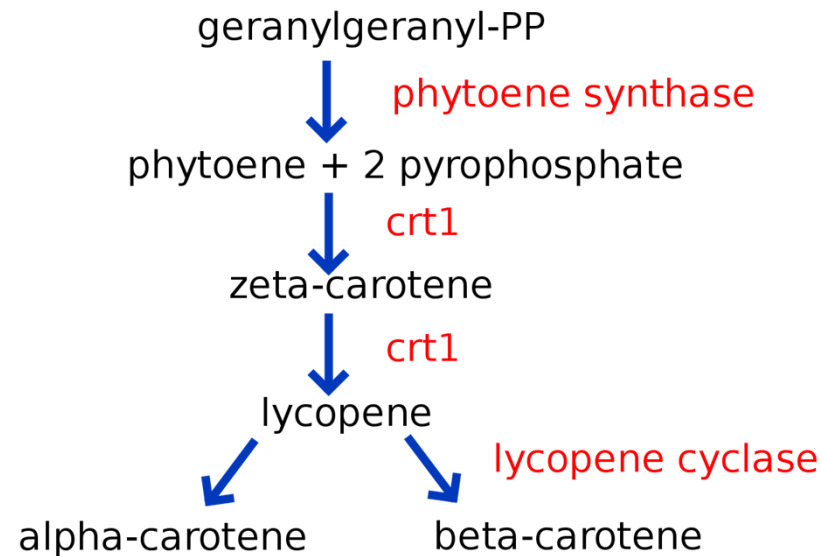 geranylgeranyl-PP
phytoene synthase
phytoene + 2 pyrophosphate
crt1
zeta-carotene
crt1
lycopene
lycopene cyclase
alpha-carotene
beta-carotene